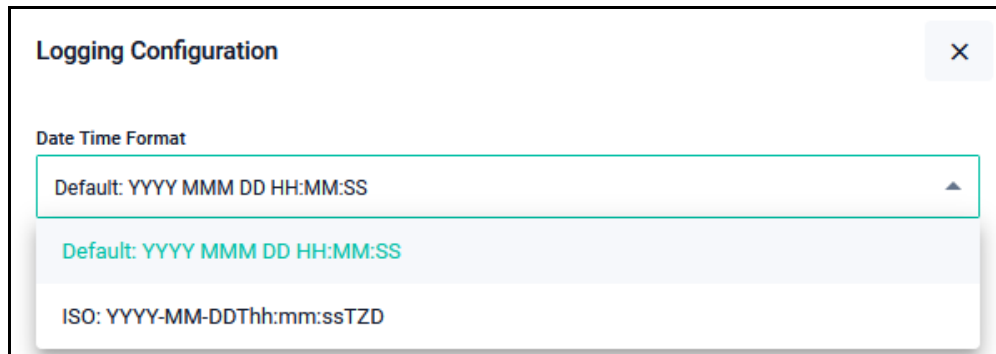 Logging Configuration
Date Time Format
Default: YYYY MMM DD HH:MM:SS
Default: YYYY MMM DD HH:MM:SS
ISO: YYYY-MM-DDThh:mm:ssTZD